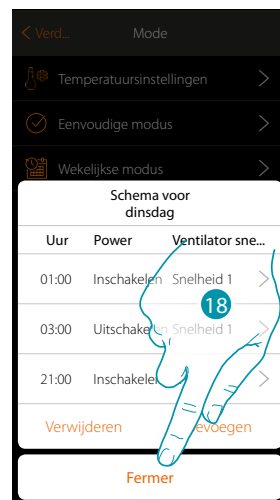 < Verd... Mode
Temperatuursinstellingen >
Eenvoudige modus >
Wekelijkse modus
Schema voor
dinsdag
Uur Power Ventilator sne...
01:00 Inschakelen Snelheid 1 >
18
03:00 Uitschakelen Snelheid 1
21:00 Inschakelen >
Verwijderen evoegen
Fermer